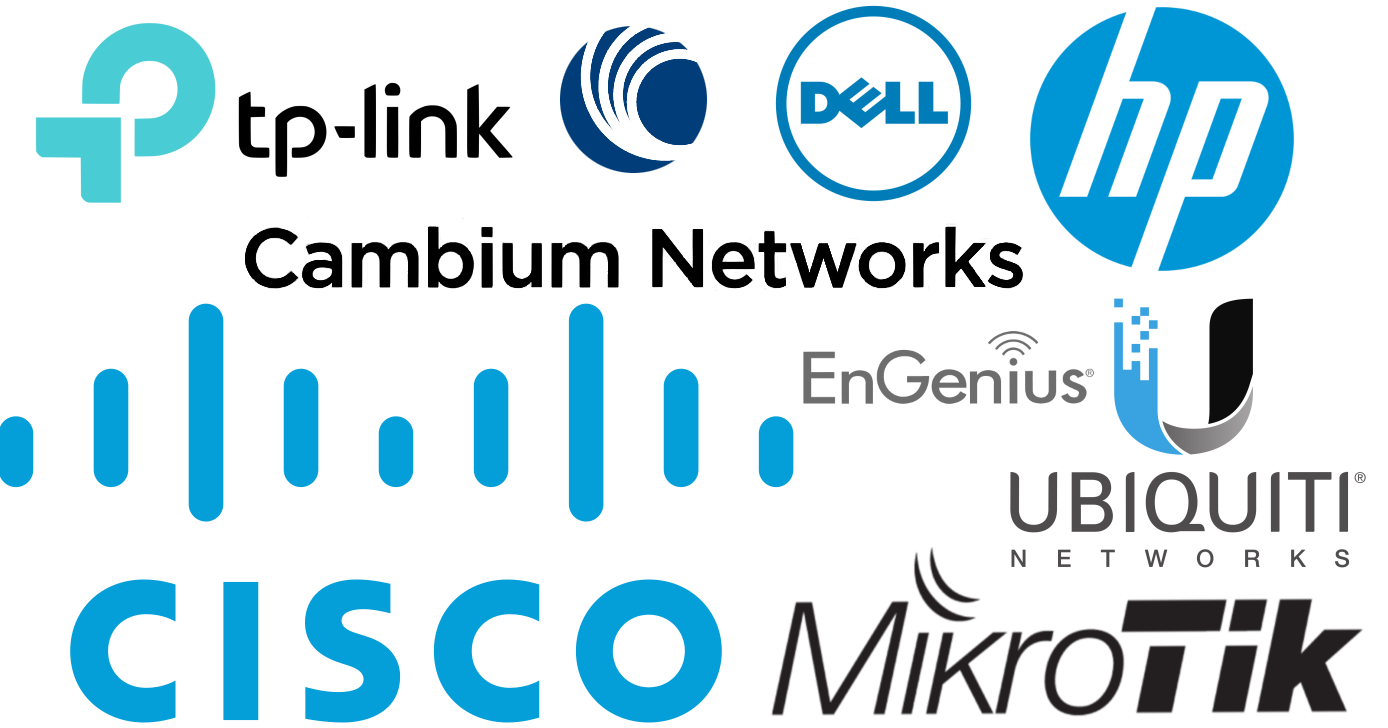 tp-link
DELL
hp
Cambium Networks
EnGenius®
UBIQUITI®
NETWORKS
CISCO
MikroTik